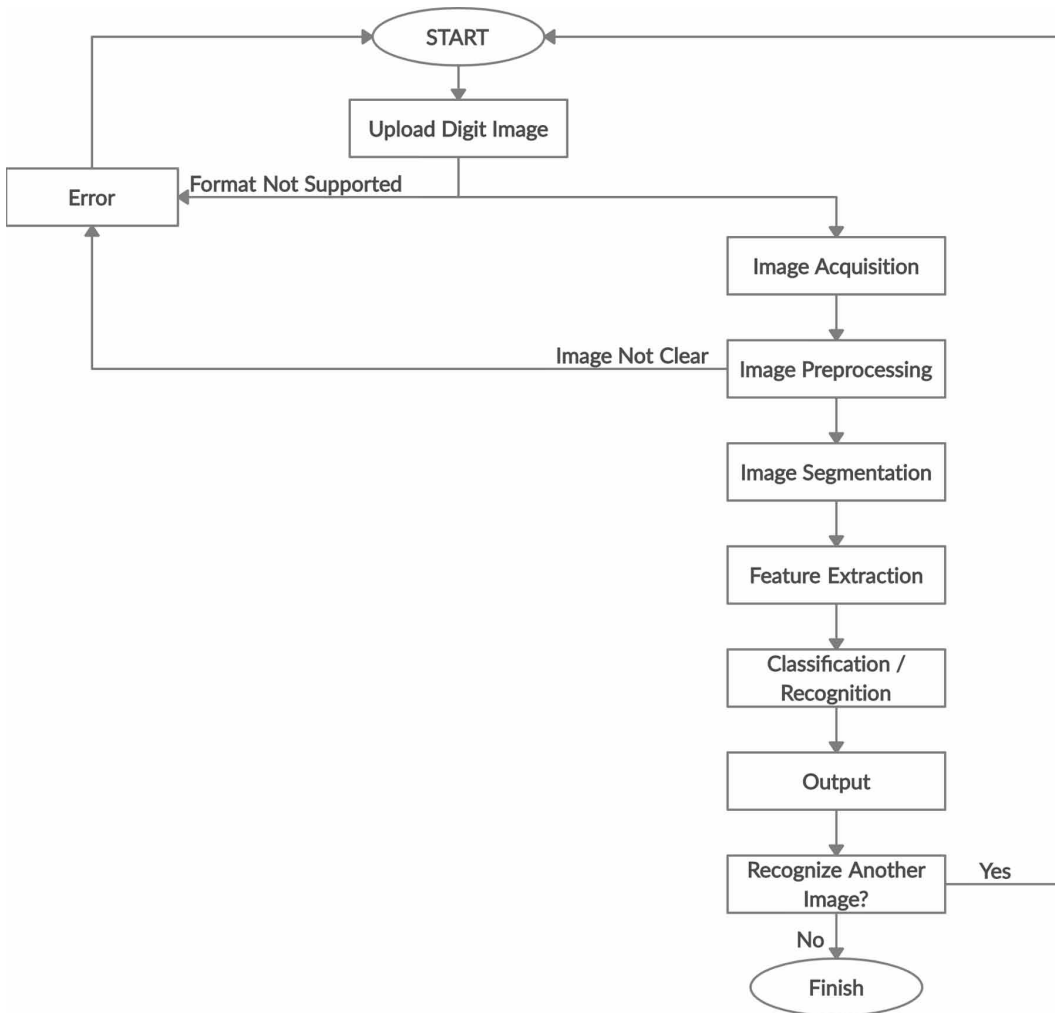 START
Upload Digit Image
Format Not Supported
Error
Image Acquisition
Image Not Clear
Image Preprocessing
Image Segmentation
Feature Extraction
Classification /
Recognition
Output
Recognize Another
Image?
Yes
No
Finish